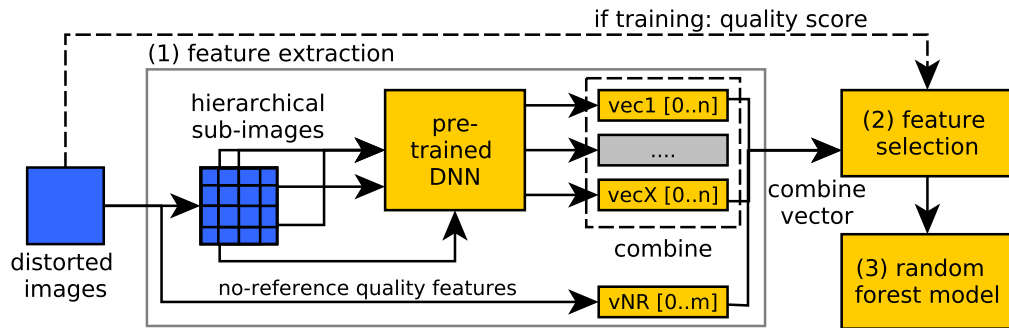 if training: quality score
(1) feature extraction
hierarchical
sub-images
pre-
trained
DNN
vec1 [0..n]
....
vecX [0..n]
combine
(2) feature
selection
combine
vector
distorted
images
no-reference quality features
vNR [0..m]
(3) random
forest model